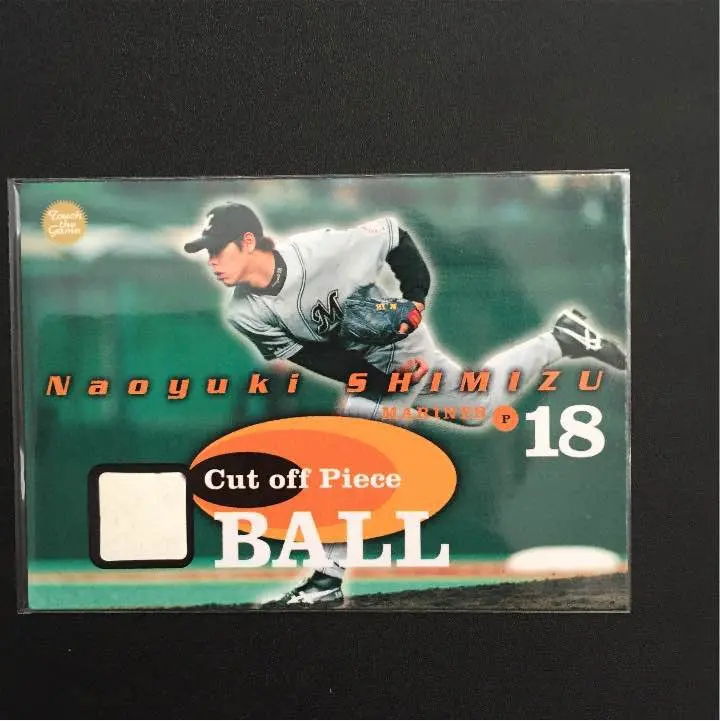 Touch
the
Game
M
Naoyuki SHIMIZU
MARINES P 18
Cut off Piece
BALL